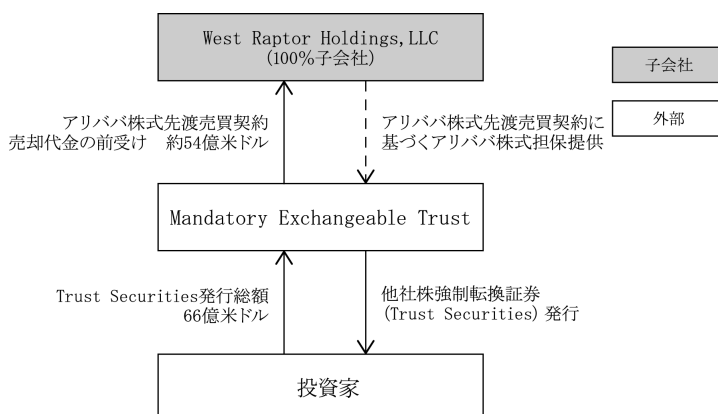 West Raptor Holdings,LLC
(100%子会社)
子会社
外部
アリババ株式先渡売買契約
売却代金の前受け 約54億米ドル
アリババ株式先渡売買契約に
基づくアリババ株式担保提供
Mandatory Exchangeable Trust
Trust Securities発行総額
66億米ドル
他社株強制転換証券
(Trust Securities) 発行
投資家